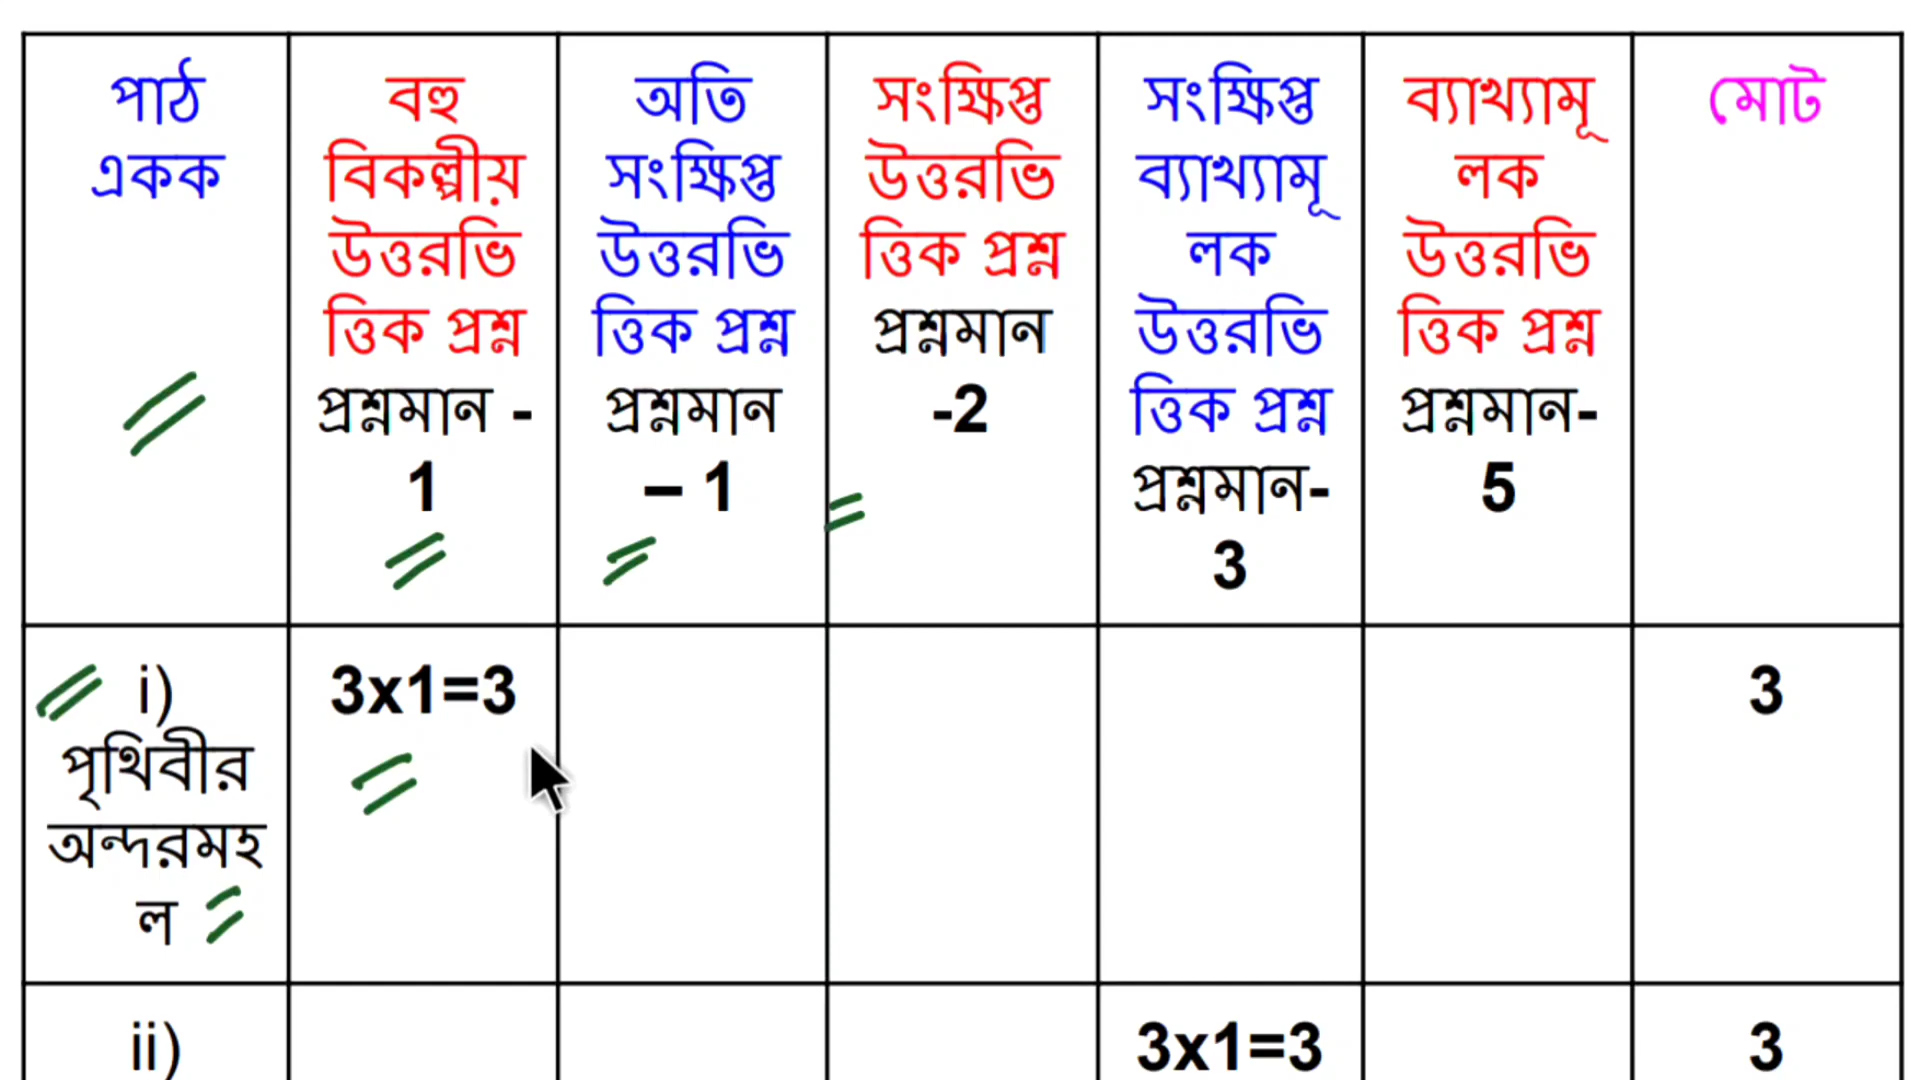 পাঠ
একক
বহু
বিকল্পীয়
উত্তরভি
ত্তিক প্রশ্ন
প্রশ্নমান -
1
অতি
সংক্ষিপ্ত
উত্তরভি
ত্তিক প্রশ্ন
প্রশ্নমান
– 1
সংক্ষিপ্ত
উত্তরভি
ত্তিক প্রশ্ন
প্রশ্নমান
-2
সংক্ষিপ্ত
ব্যাখ্যামূ
লক
উত্তরভি
ত্তিক প্রশ্ন
প্রশ্নমান-
3
ব্যাখ্যামূ
লক
উত্তরভি
ত্তিক প্রশ্ন
প্রশ্নমান-
5
মোট
i)
পৃথিবীর
অন্দরমহ
ল
3x1=3
3
ii)
3x1=3
3